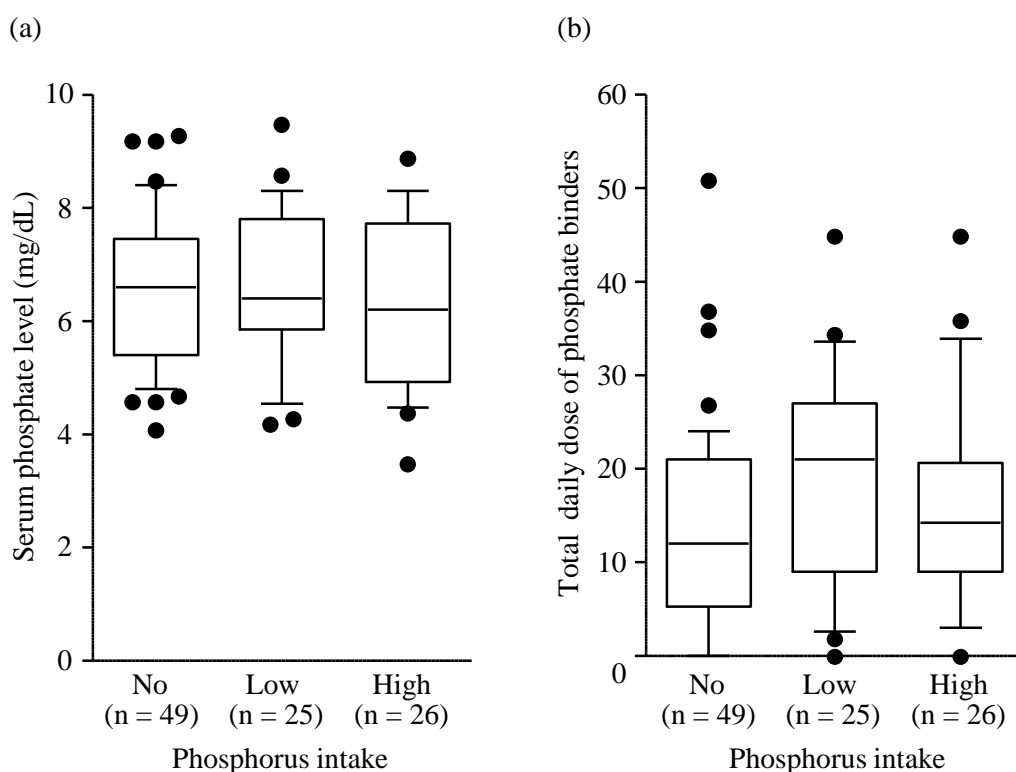 (a)
Serum phosphate level (mg/dL)
10
8
6
4
2
0
No
Low
High
(n = 49)
(n = 25)
(n = 26)
Phosphorus intake
(b)
Total daily dose of phosphate binders
60
50
40
30
20
10
0
No
Low
High
(n = 49)
(n = 25)
(n = 26)
Phosphorus intake